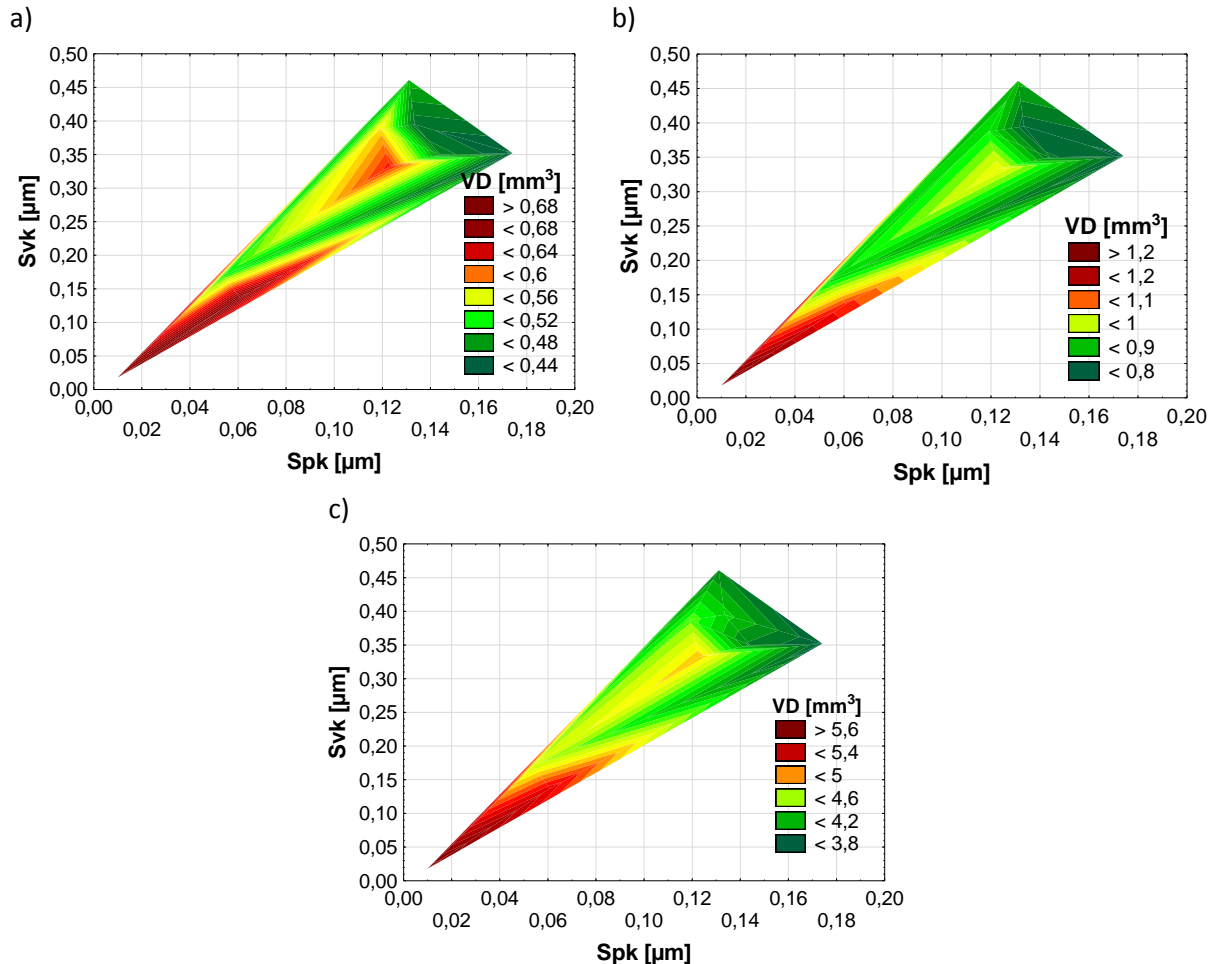 a)
0,50
0,45
0,40
0,35
0,30
0,25
0,20
0,15
0,10
0,05
0,00
Svk [µm]
VD [mm³]
> 0,68
< 0,68
< 0,64
< 0,6
< 0,56
< 0,52
< 0,48
< 0,44
0,00 0,04 0,08 0,12 0,16 0,20
0,02 0,06 0,10 0,14 0,18
Spk [µm]
b)
0,50
0,45
0,40
0,35
0,30
0,25
0,20
0,15
0,10
0,05
0,00
Svk [µm]
VD [mm³]
> 1,2
< 1,2
< 1,1
< 1
< 0,9
< 0,8
0,00 0,04 0,08 0,12 0,16 0,20
0,02 0,06 0,10 0,14 0,18
Spk [µm]
c)
0,50
0,45
0,40
0,35
0,30
0,25
0,20
0,15
0,10
0,05
0,00
Svk [µm]
VD [mm³]
> 5,6
< 5,4
< 5
< 4,6
< 4,2
< 3,8
0,00 0,04 0,08 0,12 0,16 0,20
0,02 0,06 0,10 0,14 0,18
Spk [µm]